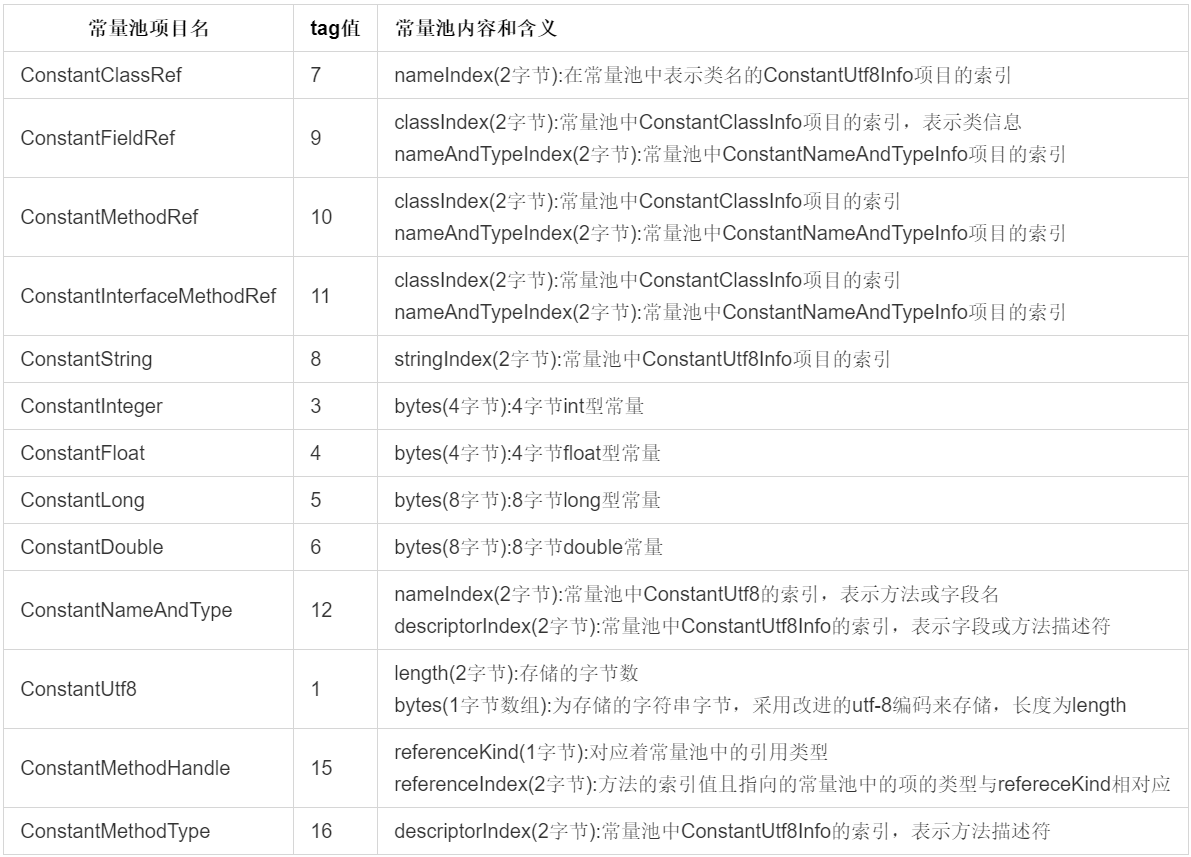 常量池项目名 tag值 常量池内容和含义
ConstantClassRef 7 nameIndex(2字节):在常量池中表示类名的ConstantUtf8Info项目的索引
ConstantFieldRef 9 classIndex(2字节):常量池中ConstantClassInfo项目的索引，表示类信息
nameAndTypeIndex(2字节):常量池中ConstantNameAndTypeInfo项目的索引
ConstantMethodRef 10 classIndex(2字节):常量池中ConstantClassInfo项目的索引
nameAndTypeIndex(2字节):常量池中ConstantNameAndTypeInfo项目的索引
ConstantInterfaceMethodRef 11 classIndex(2字节):常量池中ConstantClassInfo项目的索引
nameAndTypeIndex(2字节):常量池中ConstantNameAndTypeInfo项目的索引
ConstantString 8 stringIndex(2字节):常量池中ConstantUtf8Info项目的索引
ConstantInteger 3 bytes(4字节):4字节int型常量
ConstantFloat 4 bytes(4字节):4字节float型常量
ConstantLong 5 bytes(8字节):8字节long型常量
ConstantDouble 6 bytes(8字节):8字节double常量
ConstantNameAndType 12 nameIndex(2字节):常量池中ConstantUtf8的索引，表示方法或字段名
descriptorIndex(2字节):常量池中ConstantUtf8Info的索引，表示字段或方法描述符
ConstantUtf8 1 length(2字节):存储的字节数
bytes(1字节数组):为存储的字符串字节，采用改进的utf-8编码来存储，长度为length
ConstantMethodHandle 15 referenceKind(1字节):对应着常量池中的引用类型
referenceIndex(2字节):方法的索引值且指向的常量池中的项的类型与refereceKind相对应
ConstantMethodType 16 descriptorIndex(2字节):常量池中ConstantUtf8Info的索引，表示方法描述符